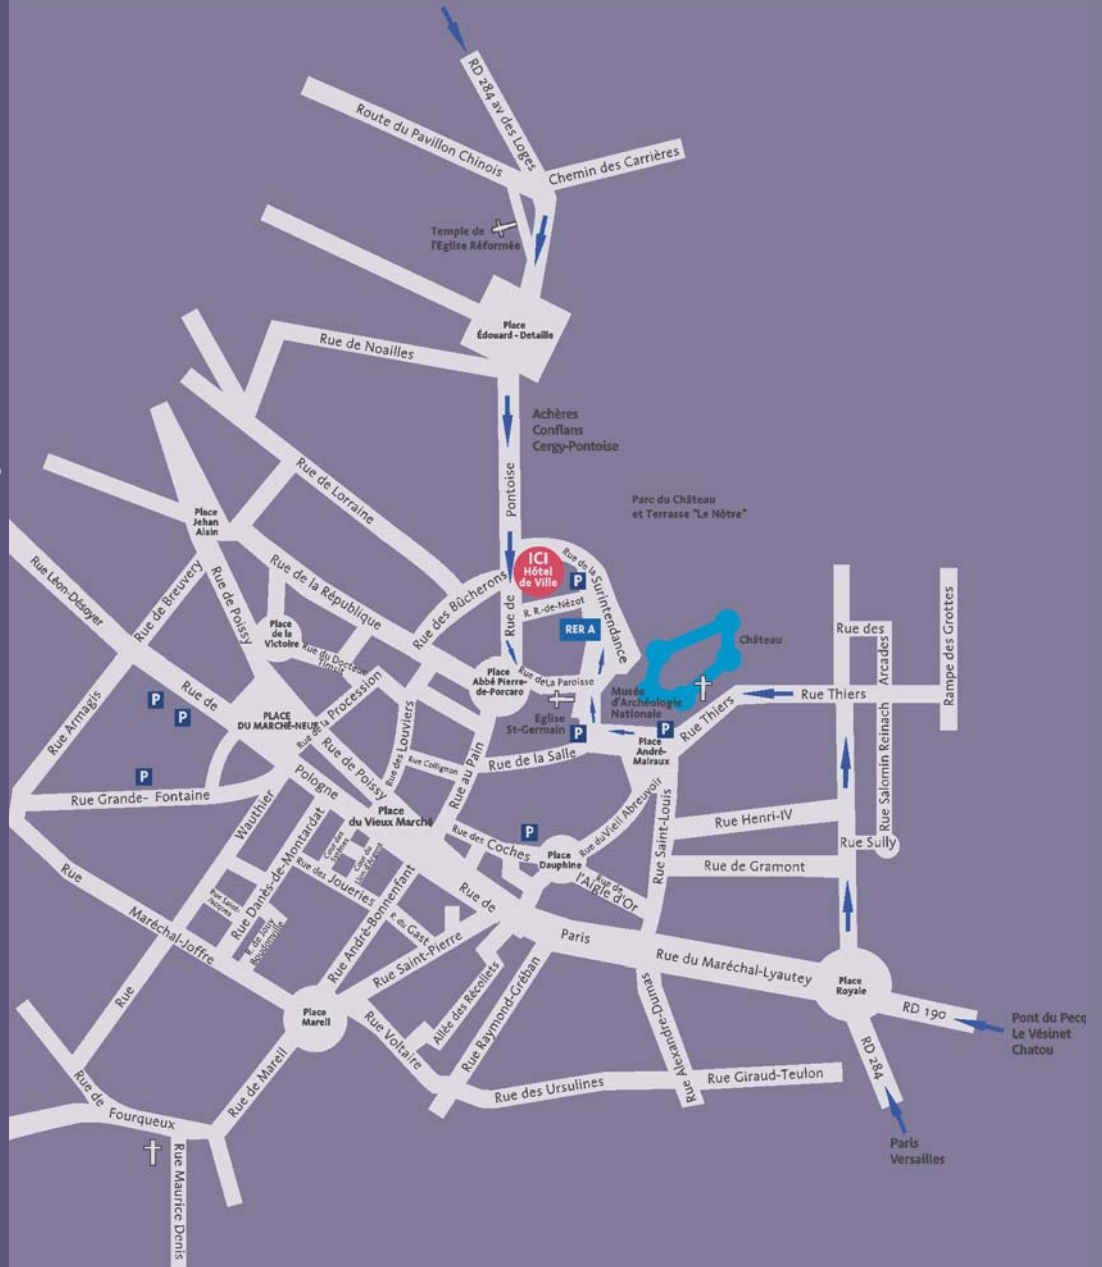 RD 284 av des Loges
Route du Pavillon Chinois
Chemin des Carrières
Temple de
l'Eglise Réformée
Place
Édouard - Detaille
Rue de Noailles
Achères
Conflans
Cergy-Pontoise
Pontoise
Parc du Château
et Terrasse "Le Nôtre"
Rue de Lorraine
Place
Jehan
Alain
ICI
Hôtel
de Ville
P
Rue de la Surintendance
Rue Léon-Désoyer
Rue de Breuvery
Rue de Poissy
Rue de la République
Rue des Bûcherons
Rue de
R. R.-de-Nézot
RER A
Château
Rue des
Arcades
Rampe des Grottes
Place
de la
Victoire
Rue du Docteur
Timsit
Place
Abbé Pierre-
de-Porcaro
Rue de La Paroisse
Musée
d'Archéologie
Nationale
Rue Thiers
Rue Thiers
Rue Armagis
P
P
Rue de
PLACE
DU MARCHÉ-NEUF
Rue de la Procession
Eglise
St-Germain
P
P
Place
André-
Malraux
Rue des Louviers
Rue Collignon
Rue au Pain
Rue de la Salle
Rue de Poissy
Pologne
P
Rue Grande- Fontaine
Wauthier
Rue Salomin Reinach
Place
du Vieux Marché
Rue du Vieil Abreuvoir
Rue Saint-Louis
Rue Henri-IV
Rue Sully
P
Rue des Coches
Place
Dauphine
Rue de
l'Aigle d'Or
Rue de Gramont
Rue Danès-de-Montardat
Rue des Joueries
Rue
Maréchal-Joffre
R. de Jouy
Boudonville
Rue André-Bonnenfant
R. du Gast
Rue Saint-Pierre
Rue de
Paris
Rue du Maréchal-Lyautey
Place
Royale
RD 190
Pont du Pecq
Le Vésinet
Chatou
Rue
Place
Mareil
Rue Voltaire
Allée des Récollets
Rue Raymond-Gréban
Rue Alexandre-Dumas
RD 284
Rue de
Fourqueux
Rue de Mareil
Rue des Ursulines
Rue Giraud-Teulon
Paris
Versailles
Rue Maurice Denis